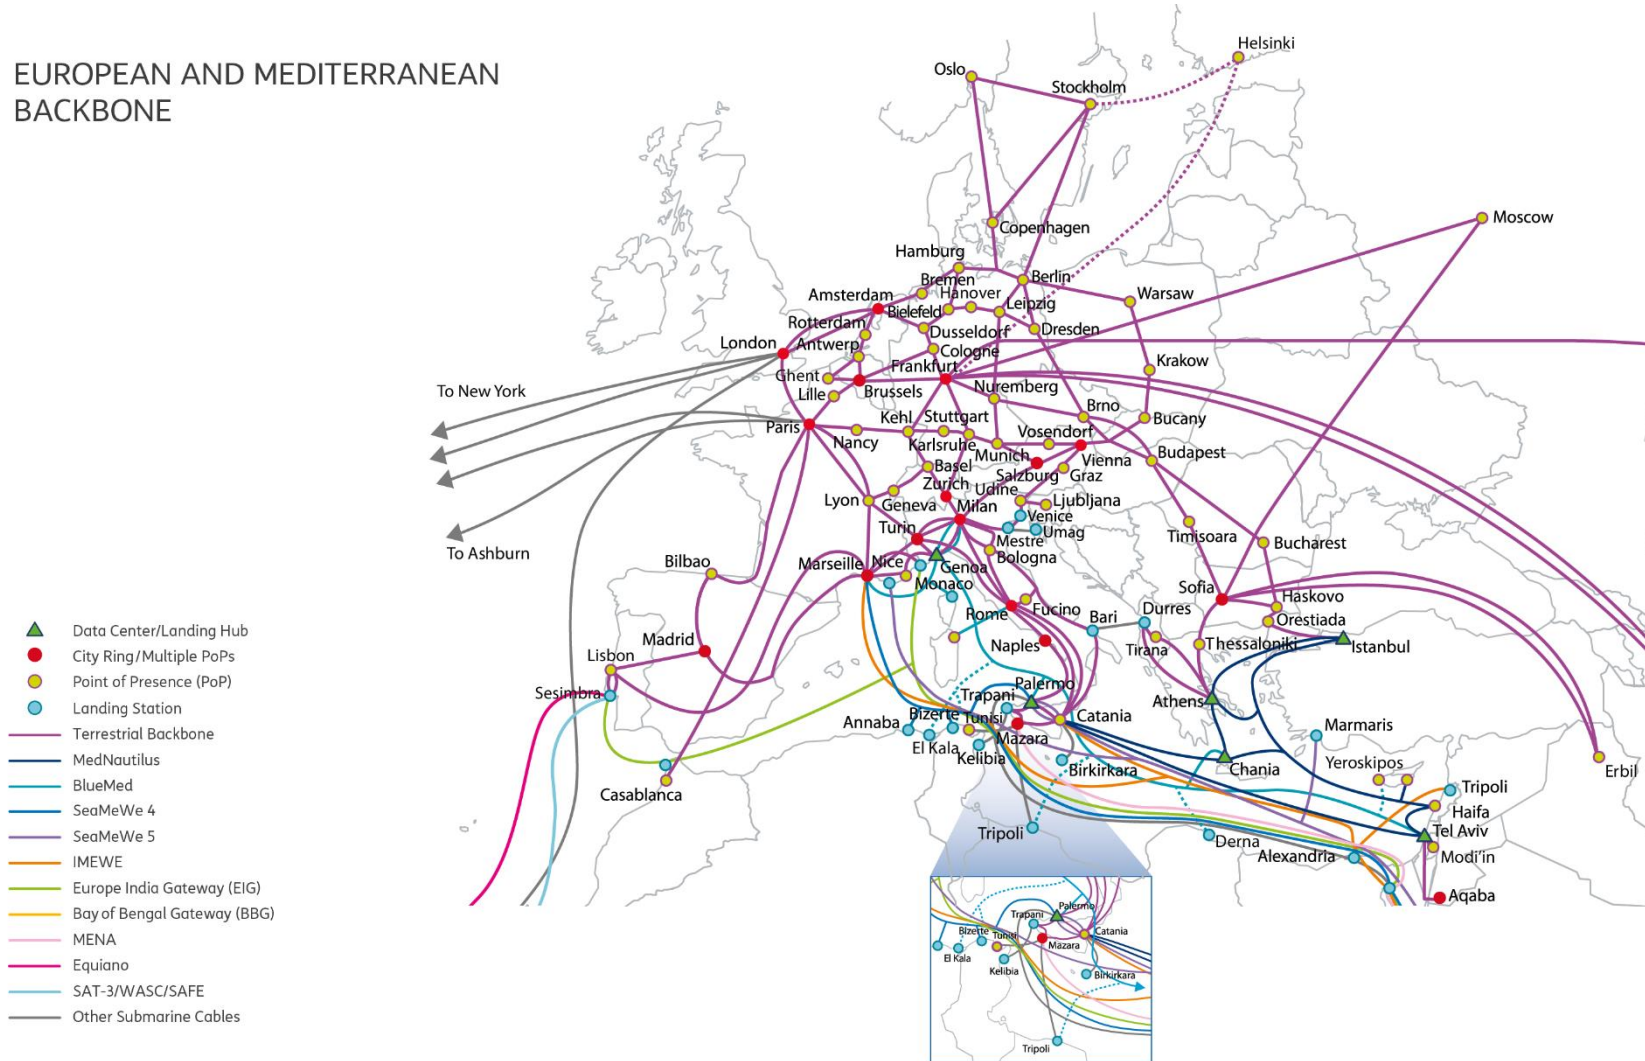 EUROPEAN AND MEDITERRANEAN
BACKBONE
Helsinki
Oslo
Stockholm
Moscow
Copenhagen
Hamburg
Berlin
Bremen
Hanover
Warsaw
Amsterdam
Bielefeld
Leipzig
Rotterdam
Dusseldorf
Dresden
London
Antwerp
Cologne
Krakow
Frankfurt
Ghent
Brussels
Nuremberg
Lille
To New York
Brno
Kehl
Stuttgart
Bucany
Paris
Vosendorf
Nancy
Karlsruhe
Munich
Vienna
Budapest
Basel
Salzburg
Graz
Zurich
Udine
Lyon
Geneva
Milan
Ljubljana
Venice
Turin
Umag
Timisoara
Mestre
Bucharest
To Ashburn
Bologna
Bilbao
Marseille
Nice
Genoa
Monaco
Sofia
Haskovo
Rome
Fucino
Bari
Durres
Orestiada
Madrid
Naples
Tirana
Thessaloniki
Istanbul
Lisbon
Sesimbra
Palermo
Trapani
Athens
Annaba
Bizerte
Tunisi
Catania
Marmaris
El Kala
Mazara
Kelibia
Birkirkara
Chania
Yeroskipos
Erbil
Casablanca
Tripoli
Haifa
Tripoli
Tel Aviv
Derna
Alexandria
Modi'in
Aqaba
Data Center/Landing Hub
City Ring/Multiple PoPs
Point of Presence (PoP)
Landing Station
Terrestrial Backbone
MedNautilus
BlueMed
SeaMeWe 4
SeaMeWe 5
IMEWE
Europe India Gateway (EIG)
Bay of Bengal Gateway (BBG)
MENA
Equiano
SAT-3/WASC/SAFE
Other Submarine Cables
Palermo
Trapani
Bizerte
Tunisi
Catania
Mazara
El Kala
Kelibia
Birkirkara
Tripoli